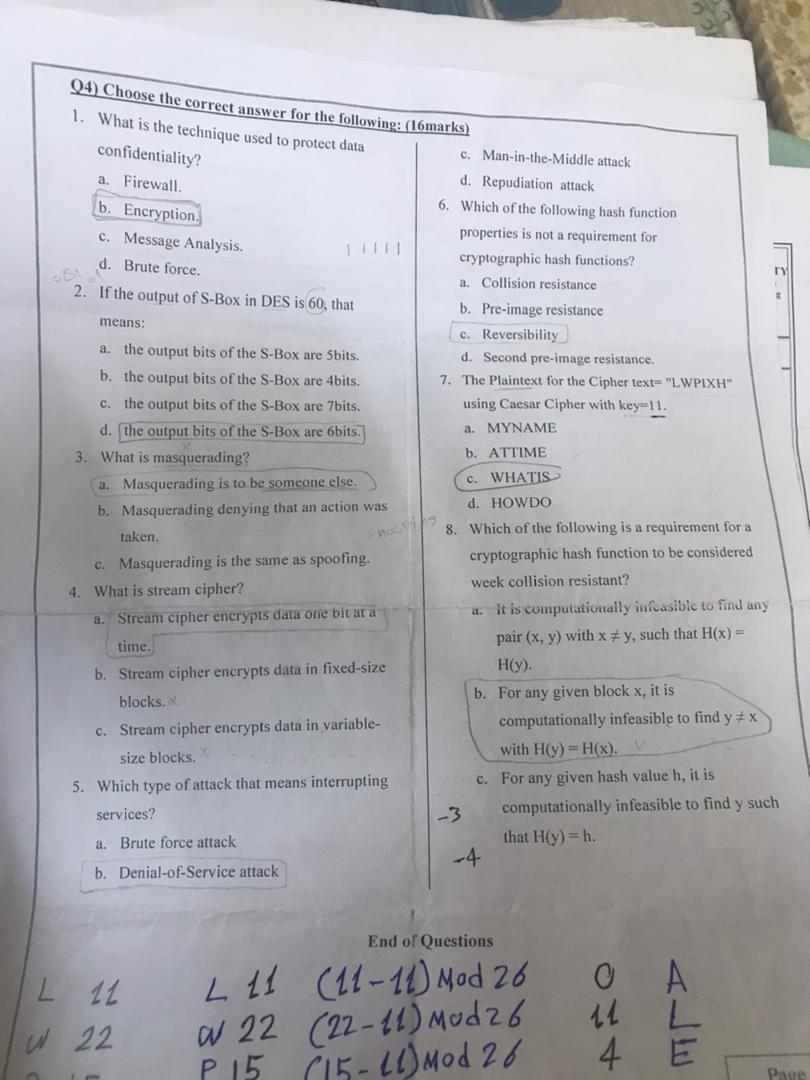 Q4) Choose the correct answer for the following: (16marks)
1. What is the technique used to protect data
confidentiality?
a. Firewall.
b. Encryption.
c. Message Analysis.
d. Brute force.
2. If the output of S-Box in DES is 60, that
means:
a. the output bits of the S-Box are 5bits.
b. the output bits of the S-Box are 4bits.
c. the output bits of the S-Box are 7bits.
d. the output bits of the S-Box are 6bits.
3. What is masquerading?
a. Masquerading is to be someone else.
b. Masquerading denying that an action was
taken.
c. Masquerading is the same as spoofing.
4. What is stream cipher?
a. Stream cipher encrypts data one bit at a
time.
b. Stream cipher encrypts data in fixed-size
blocks.
c. Stream cipher encrypts data in variable-
size blocks.
5. Which type of attack that means interrupting
services?
a. Brute force attack
b. Denial-of-Service attack
c. Man-in-the-Middle attack
d. Repudiation attack
6. Which of the following hash function
properties is not a requirement for
cryptographic hash functions?
a. Collision resistance
b. Pre-image resistance
c. Reversibility
d. Second pre-image resistance.
7. The Plaintext for the Cipher text= "LWPIXH"
using Caesar Cipher with key=11.
a. MYNAME
b. ATTIME
c. WHATIS
d. HOWDO
snooping
8. Which of the following is a requirement for a
cryptographic hash function to be considered
week collision resistant?
a. It is computationally infeasible to find any
pair (x, y) with x ≠ y, such that H(x) =
H(y).
b. For any given block x, it is
computationally infeasible to find y ≠ x
with H(y) = H(x).
c. For any given hash value h, it is
computationally infeasible to find y such
that H(y) = h.
-3
-4
End of Questions
L 11 L 11 (11-11) Mod 26 0 A
W 22 W 22 (22-11) Mod 26 11 L
P 15 (15-11) Mod 26 4 E
Page